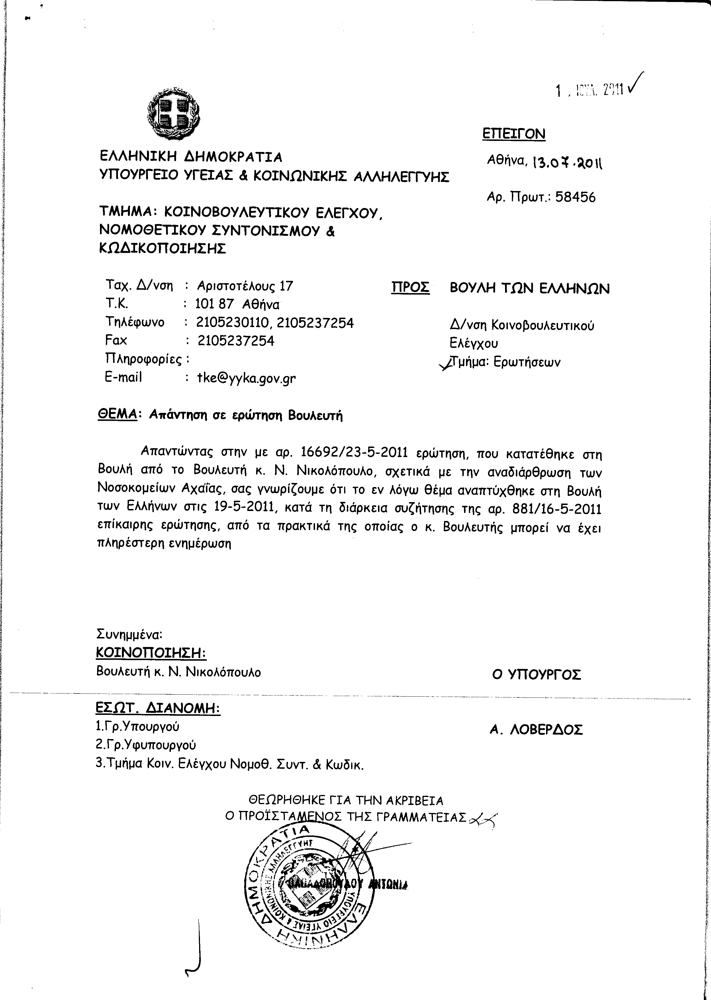 ΙΟΥΛ. 2011
ΕΠΕΙΓΟΝ
ΕΛΛΗΝΙΚΗ ΔΗΜΟΚΡΑΤΙΑ
Αθήνα, 13.07.2011
ΥΠΟΥΡΓΕΙΟ ΥΓΕΙΑΣ & ΚΟΙΝΩΝΙΚΗΣ ΑΛΛΗΛΕΓΓΥΗΣ
Αρ. Πρωτ.: 58456
ΤΜΗΜΑ: ΚΟΙΝΟΒΟΥΛΕΥΤΙΚΟΥ ΕΛΕΓΧΟΥ,
ΝΟΜΟΘΕΤΙΚΟΥ ΣΥΝΤΟΝΙΣΜΟΥ &
ΚΩΔΙΚΟΠΟΙΗΣΗΣ
Ταχ. Δ/νση : Αριστοτέλους 17
Τ.Κ. : 101 87 Αθήνα
Τηλέφωνο : 2105230110, 2105237254
Fax : 2105237254
Πληροφορίες :
E-mail : tke@yyka.gov.gr
ΠΡΟΣ ΒΟΥΛΗ ΤΩΝ ΕΛΛΗΝΩΝ
Δ/νση Κοινοβουλευτικού
Ελέγχου
Τμήμα: Ερωτήσεων
ΘΕΜΑ: Απάντηση σε ερώτηση Βουλευτή
Απαντώντας στην με αρ. 16692/23-5-2011 ερώτηση, που κατατέθηκε στη
Βουλή από το Βουλευτή κ. Ν. Νικολόπουλο, σχετικά με την αναδιάρθρωση των
Νοσοκομείων Αχαΐας, σας γνωρίζουμε ότι το εν λόγω θέμα αναπτύχθηκε στη Βουλή
των Ελλήνων στις 19-5-2011, κατά τη διάρκεια συζήτησης της αρ. 881/16-5-2011
επίκαιρης ερώτησης, από τα πρακτικά της οποίας ο κ. Βουλευτής μπορεί να έχει
πληρέστερη ενημέρωση
Συνημμένα:
ΚΟΙΝΟΠΟΙΗΣΗ:
Βουλευτή κ. Ν. Νικολόπουλο
Ο ΥΠΟΥΡΓΟΣ
ΕΣΩΤ. ΔΙΑΝΟΜΗ:
1.Γρ.Υπουργού
Α. ΛΟΒΕΡΔΟΣ
2.Γρ.Υφυπουργού
3.Τμήμα Κοιν. Ελέγχου Νομοθ. Συντ. & Κωδικ.
ΘΕΩΡΗΘΗΚΕ ΓΙΑ ΤΗΝ ΑΚΡΙΒΕΙΑ
Ο ΠΡΟΪΣΤΑΜΕΝΟΣ ΤΗΣ ΓΡΑΜΜΑΤΕΙΑΣ
ΕΛΛΗΝΙΚΗ ΔΗΜΟΚΡΑΤΙΑ
ΥΠΟΥΡΓΕΙΟ ΥΓΕΙΑΣ & ΚΟΙΝΩΝΙΚΗΣ ΑΛΛΗΛΕΓΓΥΗΣ
ΠΑΠΑΔΟΠΟΥΛΟΥ ΑΝΤΩΝΙΑ